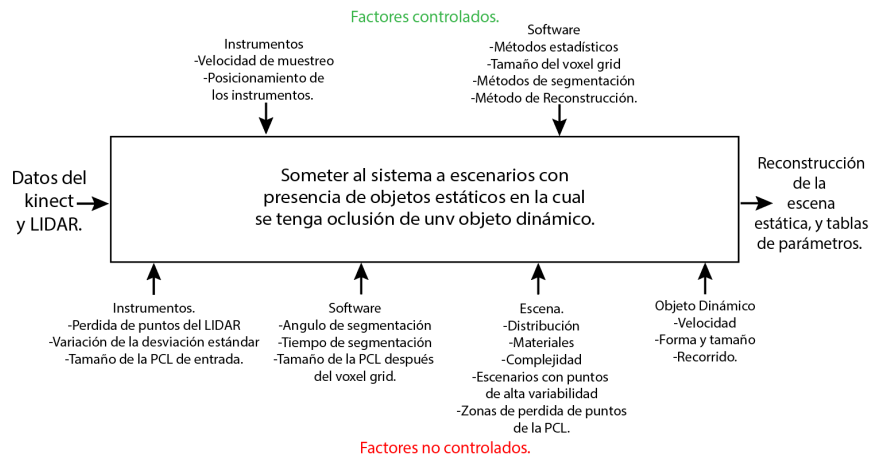 Factores controlados.
Instrumentos
-Velocidad de muestreo
-Posicionamiento de
los instrumentos.
Software
-Métodos estadísticos
-Tamaño del voxel grid
-Métodos de segmentación
-Método de Reconstrucción.
Datos del
kinect
y LIDAR.
Someter al sistema a escenarios con
presencia de objetos estáticos en la cual
se tenga oclusión de unv objeto dinámico.
Reconstrucción
de la
escena
estática, y tablas
de parámetros.
Instrumentos.
-Perdida de puntos del LIDAR
-Variación de la desviación estándar
-Tamaño de la PCL de entrada.
Software
-Angulo de segmentación
-Tiempo de segmentación
-Tamaño de la PCL después
del voxel grid.
Escena.
-Distribución
-Materiales
-Complejidad
-Escenarios con puntos
de alta variabilidad
-Zonas de perdida de puntos
de la PCL.
Objeto Dinámico
-Velocidad
-Forma y tamaño
-Recorrido.
Factores no controlados.